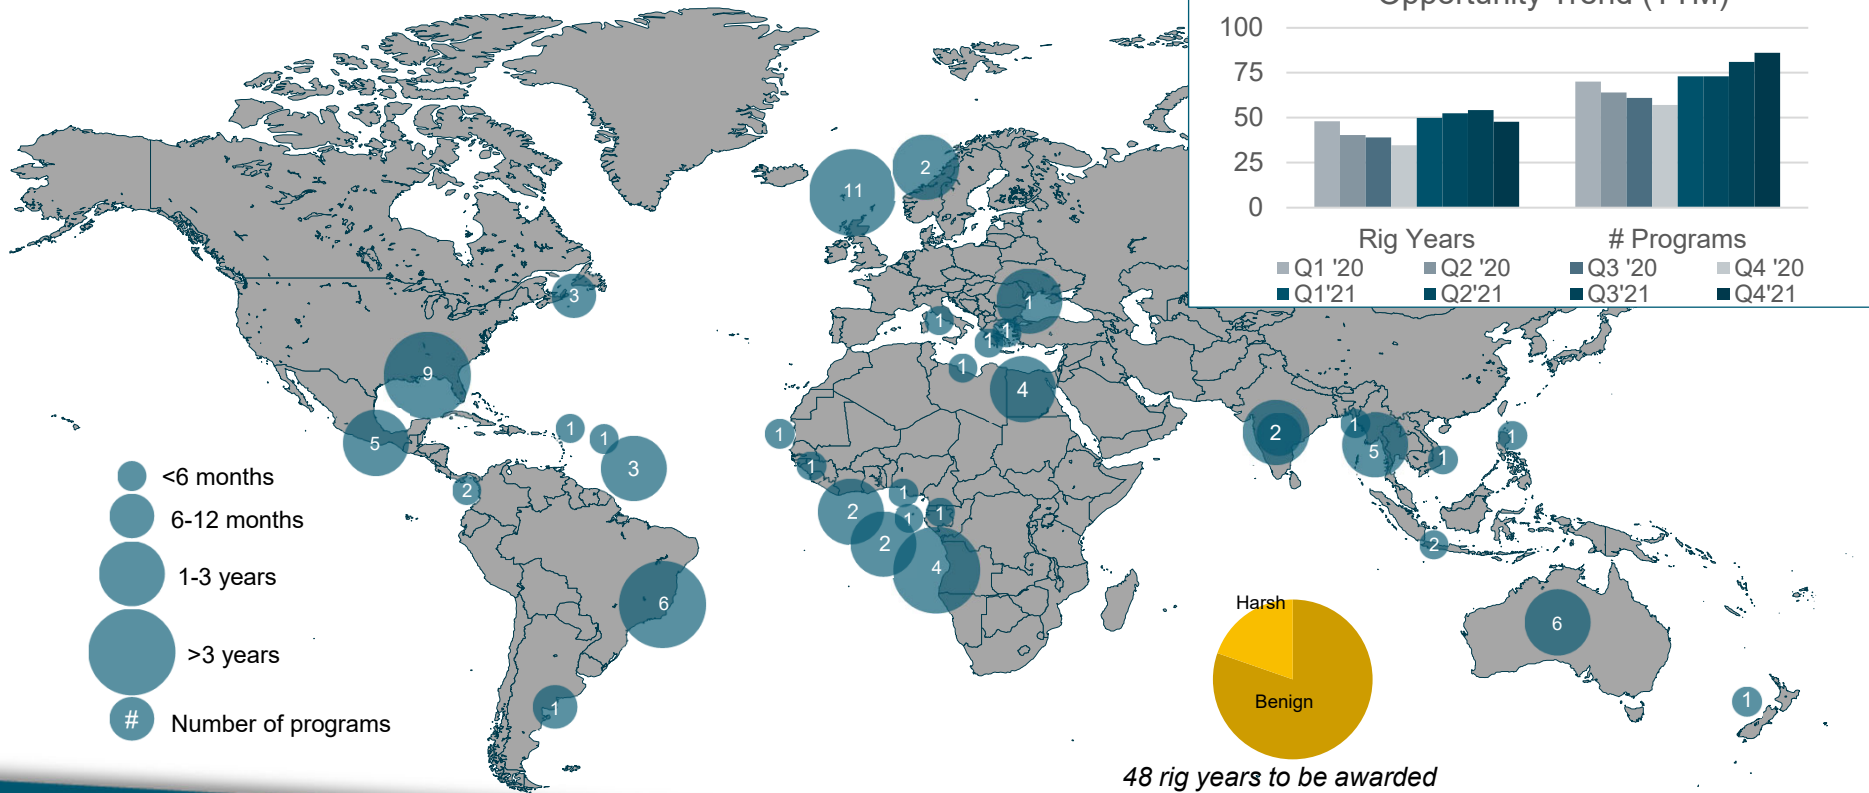 100
75
50
25
0
Rig Years
# Programs
Q1 '20
Q2 '20
Q3 '20
Q4 '20
Q1'21
Q2'21
Q3'21
Q4'21
11
2
3
1
1
1
1
1
9
4
5
1
1
3
1
2
1
5
1
1
1
2
1
2
1
1
1
2
4
2
6
6
1
1
<6 months
6-12 months
1-3 years
>3 years
# Number of programs
Harsh
Benign
48 rig years to be awarded